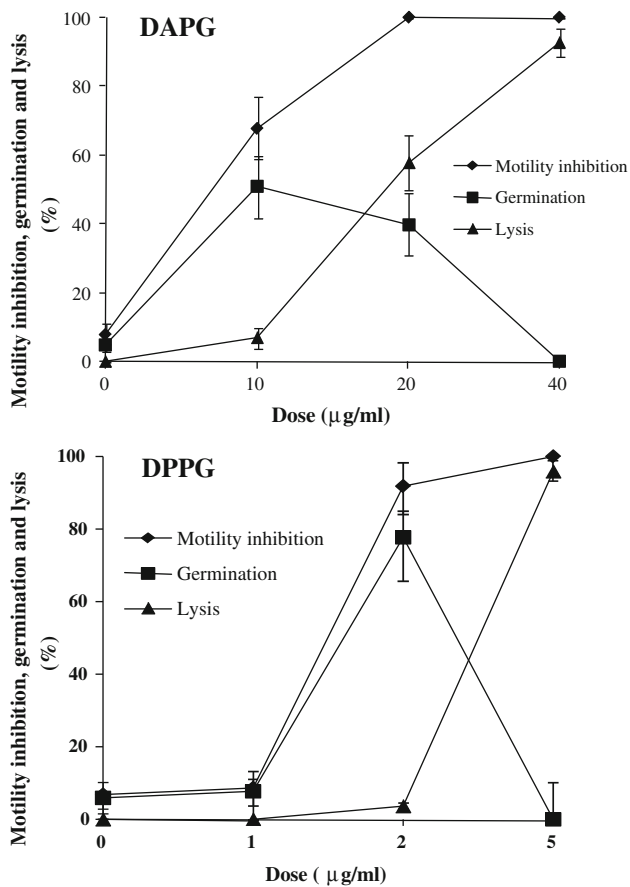 DAPG
Motility inhibition, germination and lysis
(%)
100
80
60
40
20
0
Motility inhibition
Germination
Lysis
0 10 20 40
Dose (μg/ml)
DPPG
Motility inhibition, germination and lysis
(%)
100
80
60
40
20
0
Motility inhibition
Germination
Lysis
0 1 2 5
Dose ( μg/ml)